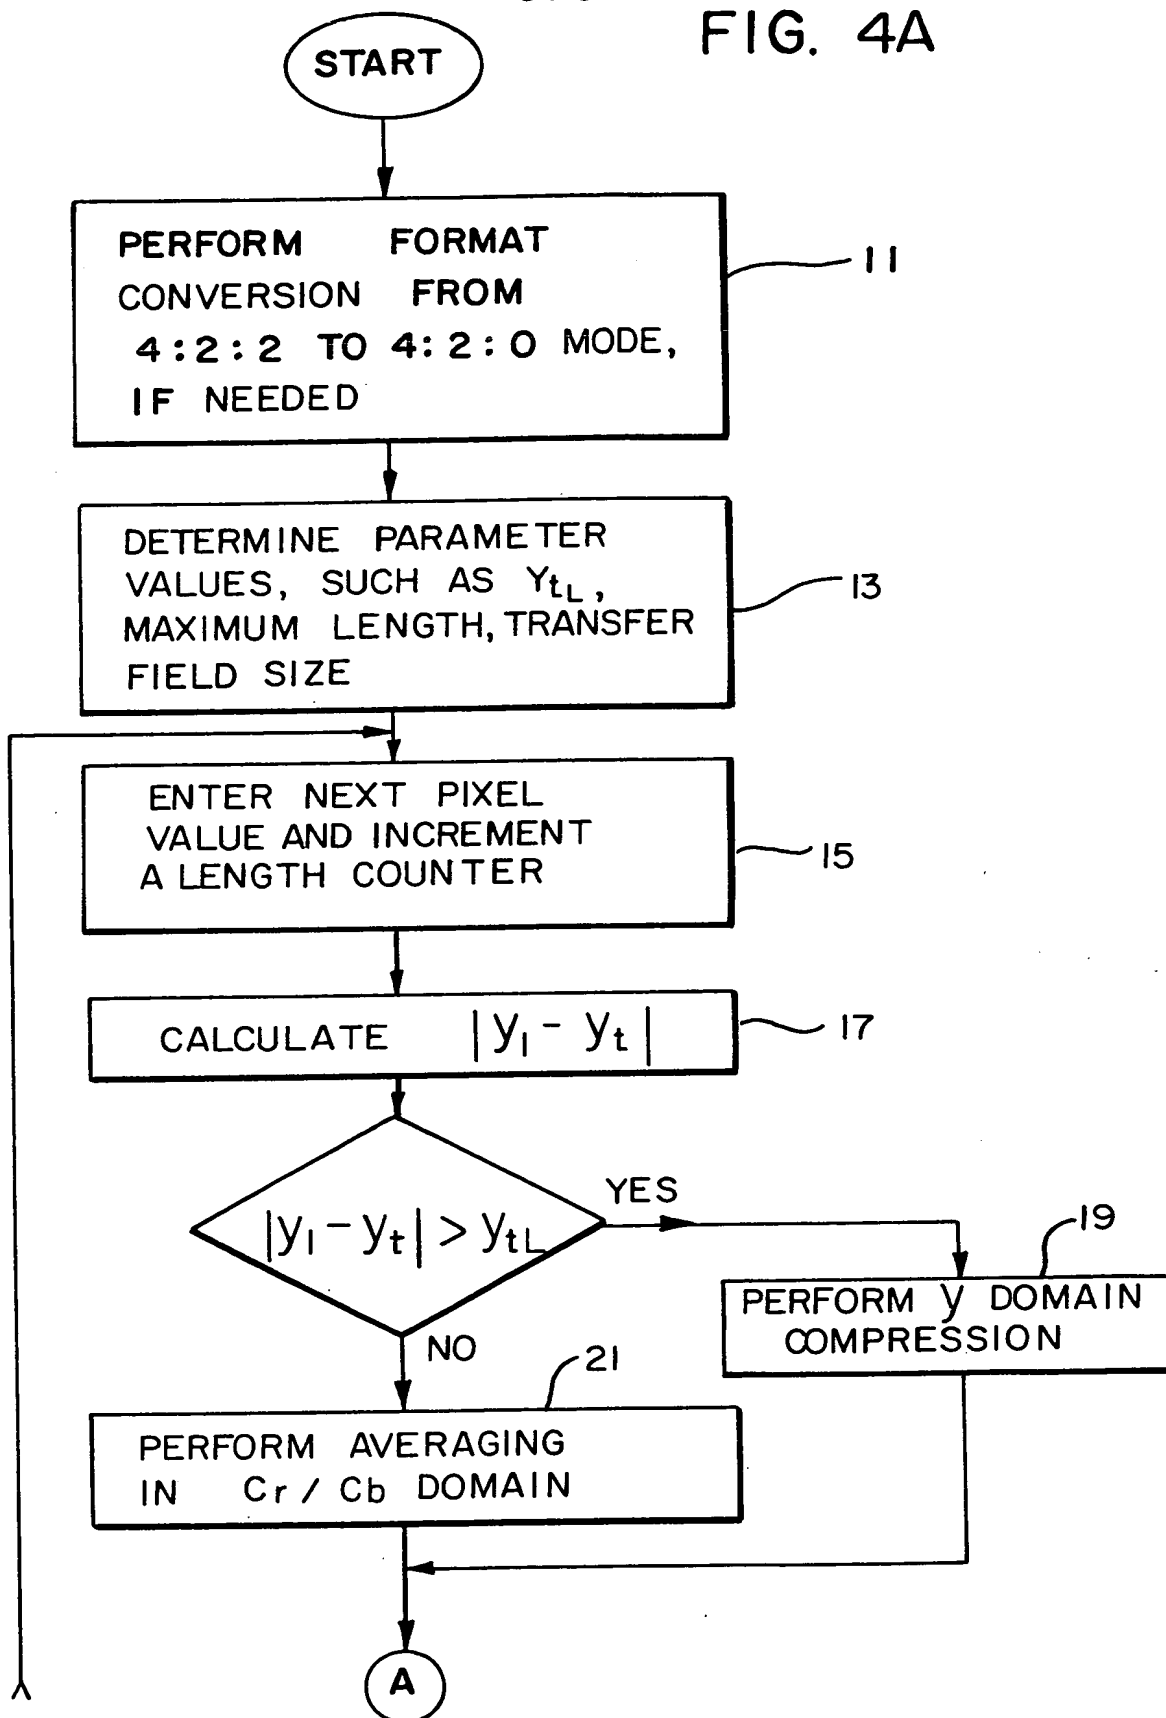 FIG. 4A
START
PERFORM FORMAT
CONVERSION FROM
4:2:2 TO 4:2:0 MODE,
IF NEEDED
11
DETERMINE PARAMETER
VALUES, SUCH AS YtL,
MAXIMUM LENGTH, TRANSFER
FIELD SIZE
13
ENTER NEXT PIXEL
VALUE AND INCREMENT
A LENGTH COUNTER
15
CALCULATE |y1 - yt|
17
|y1 - yt| > ytL
YES
NO
19
PERFORM y DOMAIN
COMPRESSION
21
PERFORM AVERAGING
IN Cr / Cb DOMAIN
A